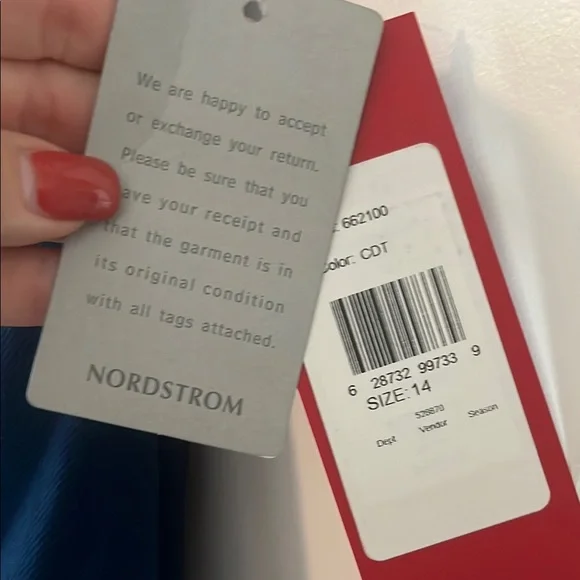 We are happy to accept
or exchange your return.
Please be sure that you
ave your receipt and
that the garment is in
its original condition
with all tags attached.
NORDSTROM
: 662100
olor: CDT
6 28732 99733 9
SIZE:14
528870
Dept Vendor Season